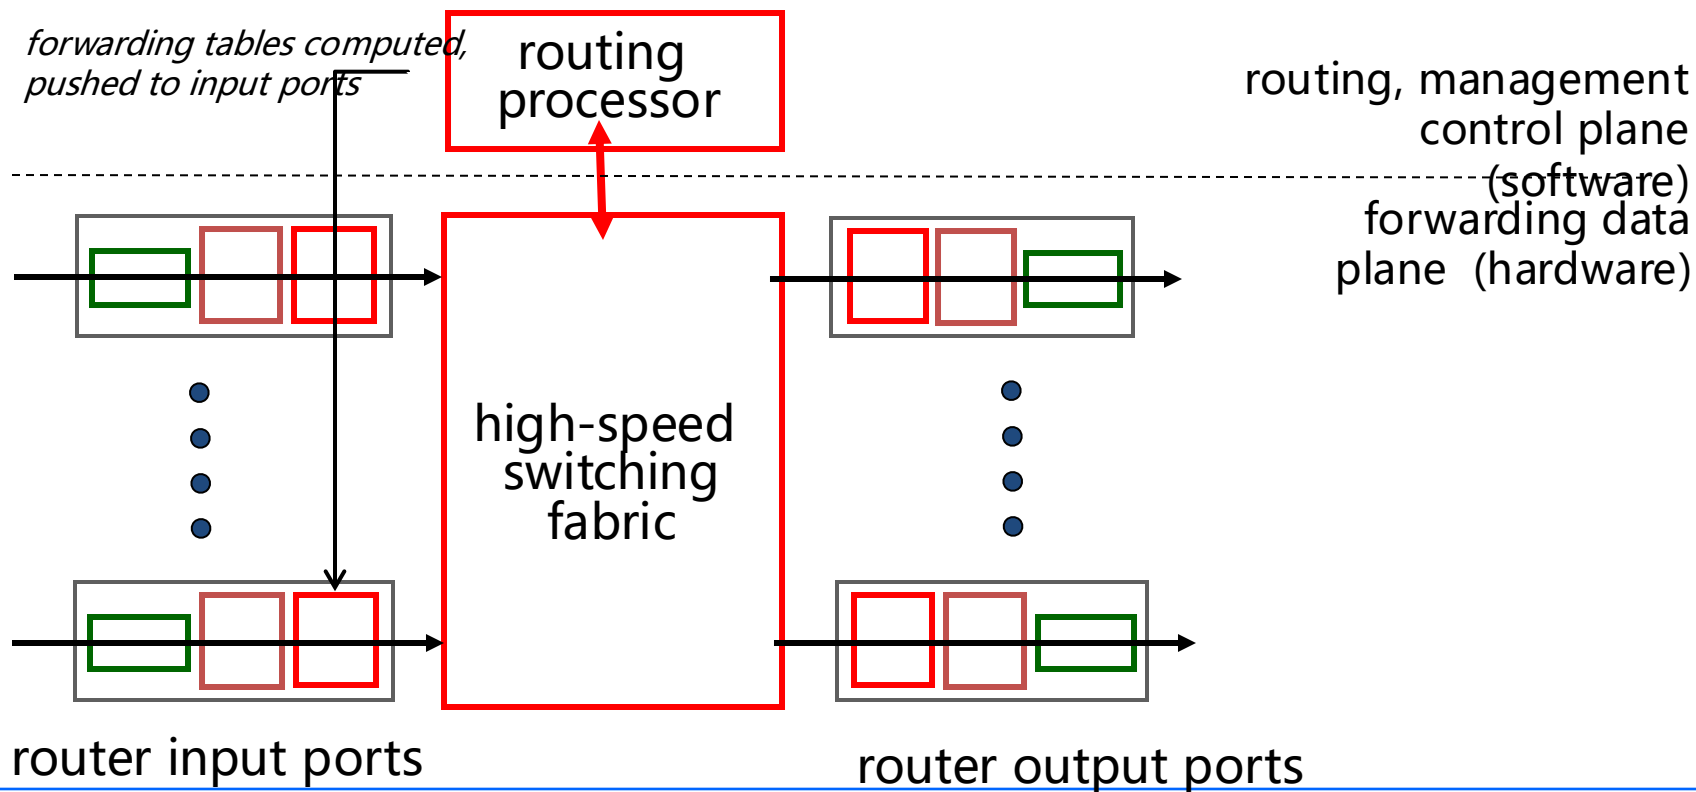 forwarding tables computed,
pushed to input ports
routing
processor
routing, management
control plane
(software)
forwarding data
plane (hardware)
high-speed
switching
fabric
router input ports
router output ports